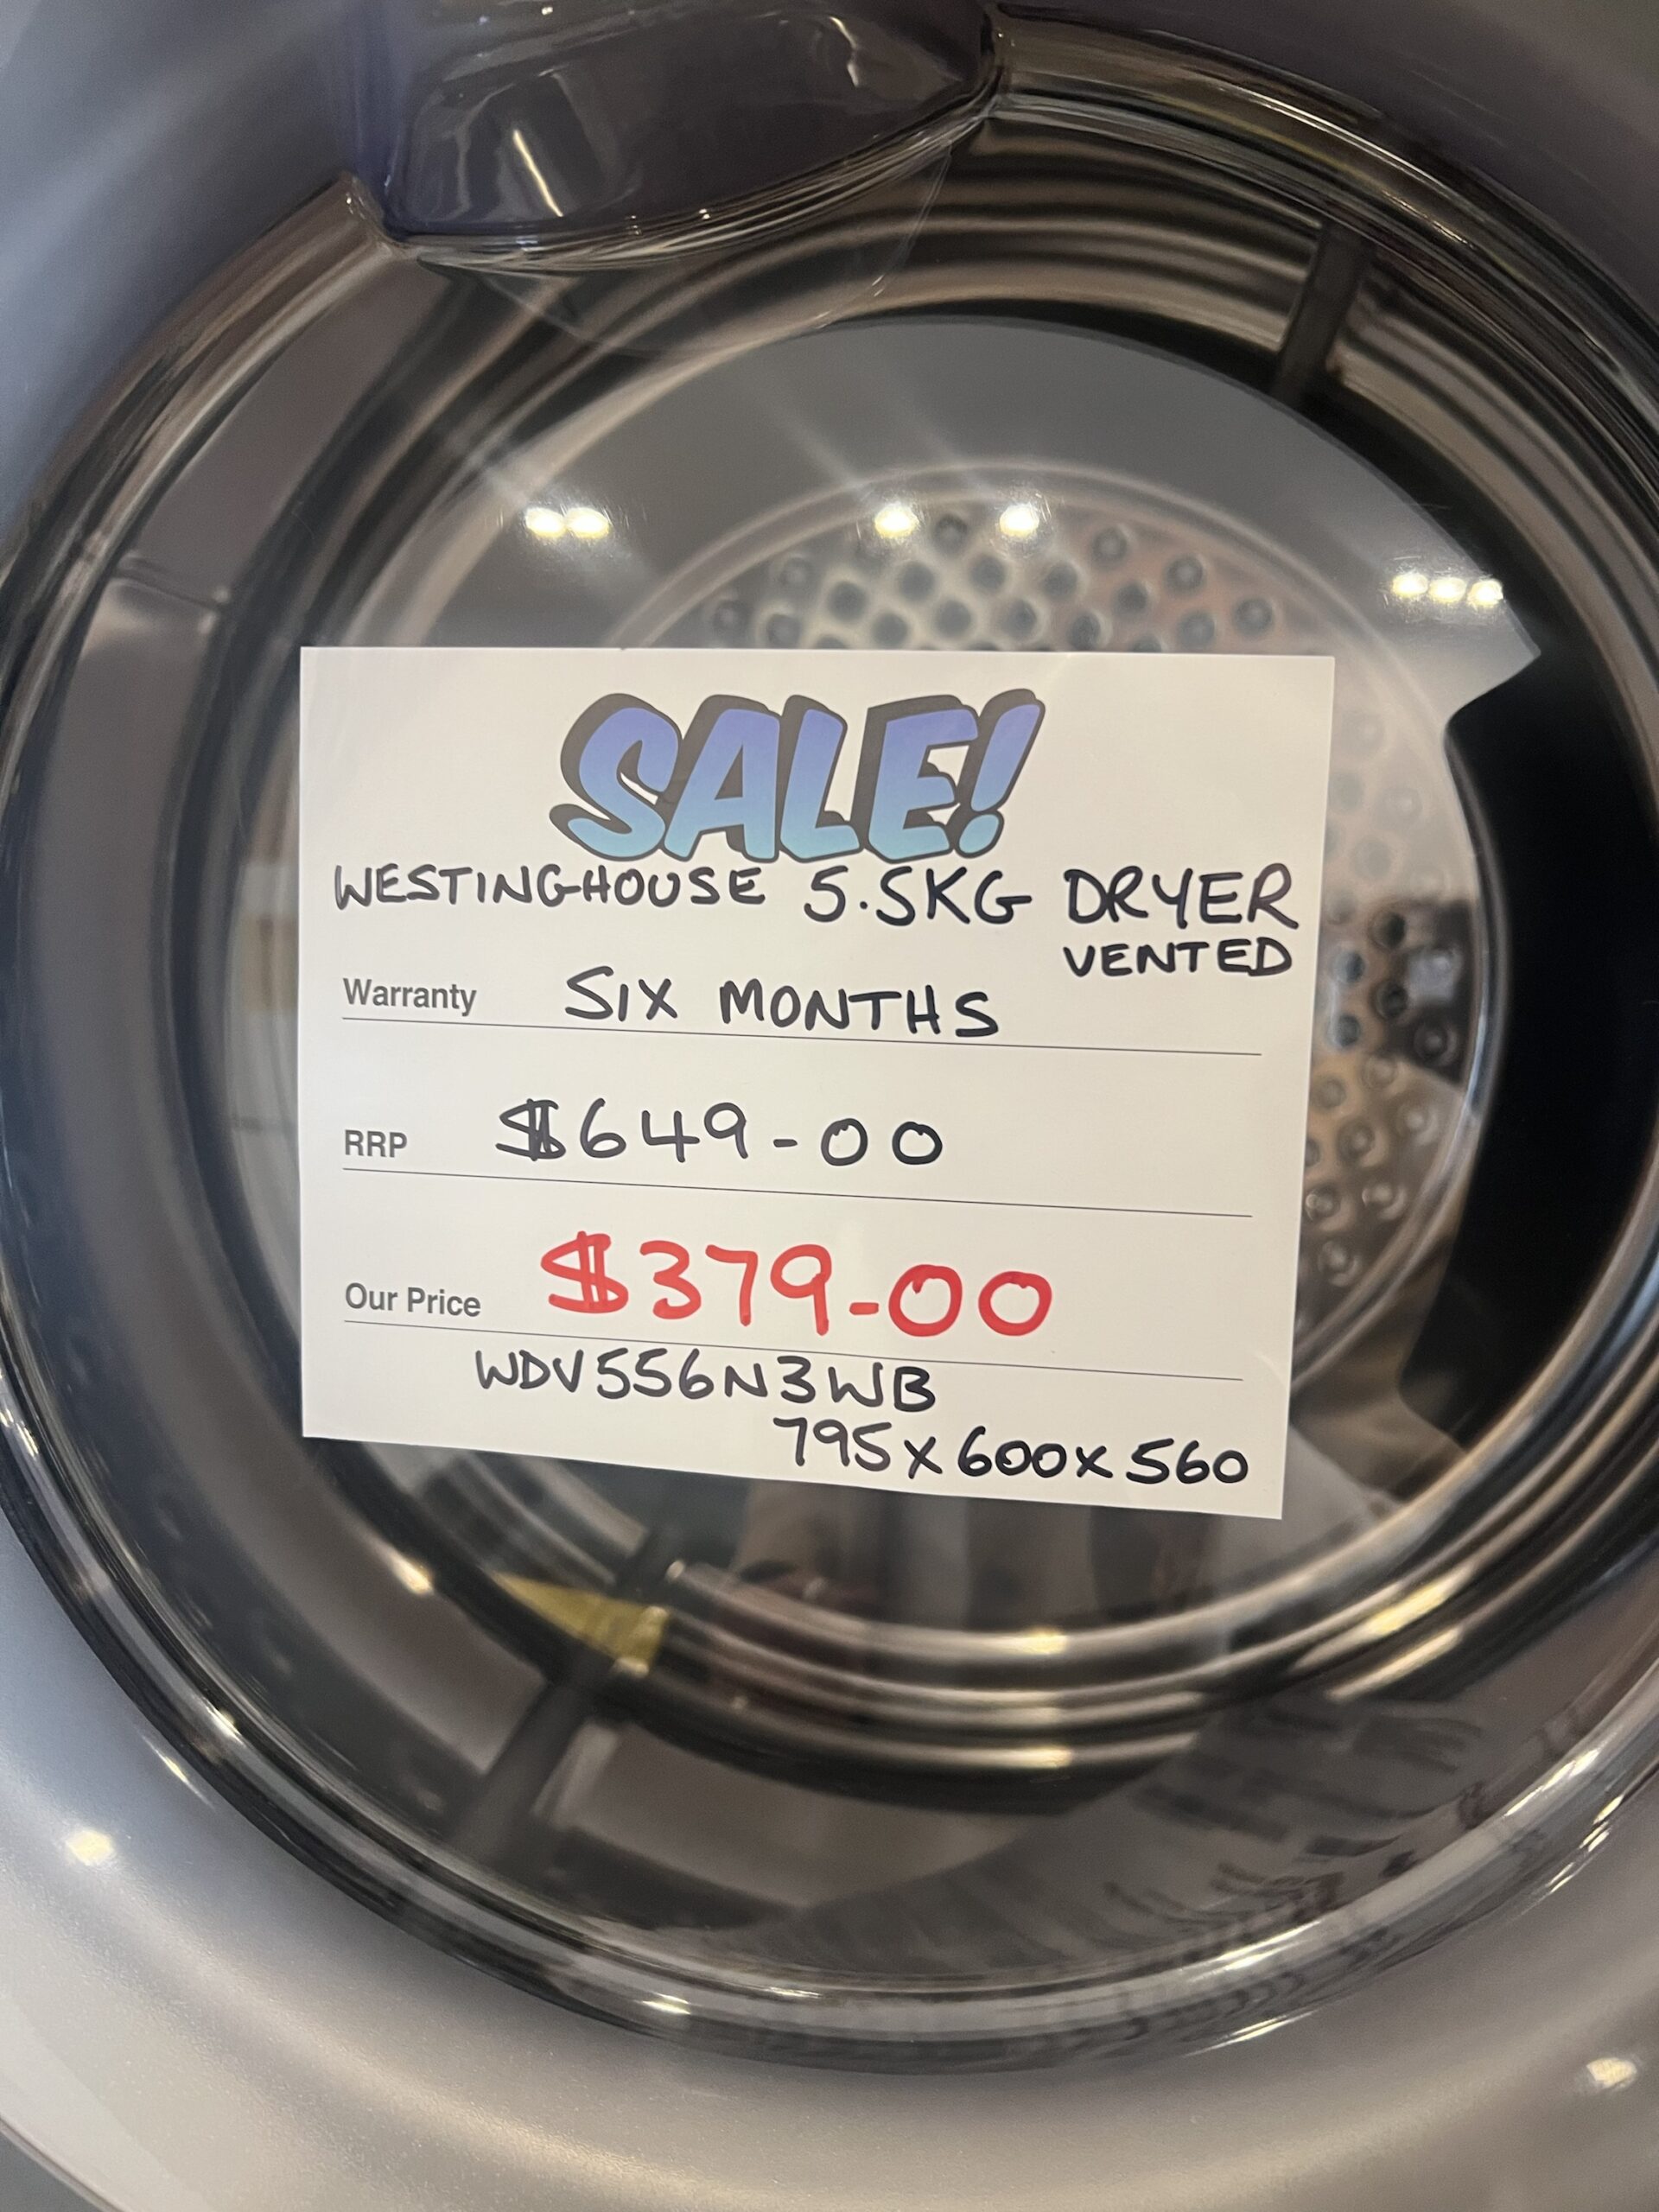 SALE!
WESTINGHOUSE 5.5KG DRYER
VENTED
Warranty SIX MONTHS
RRP $649-00
Our Price $379-00
WDV556N3WB
795x600x560